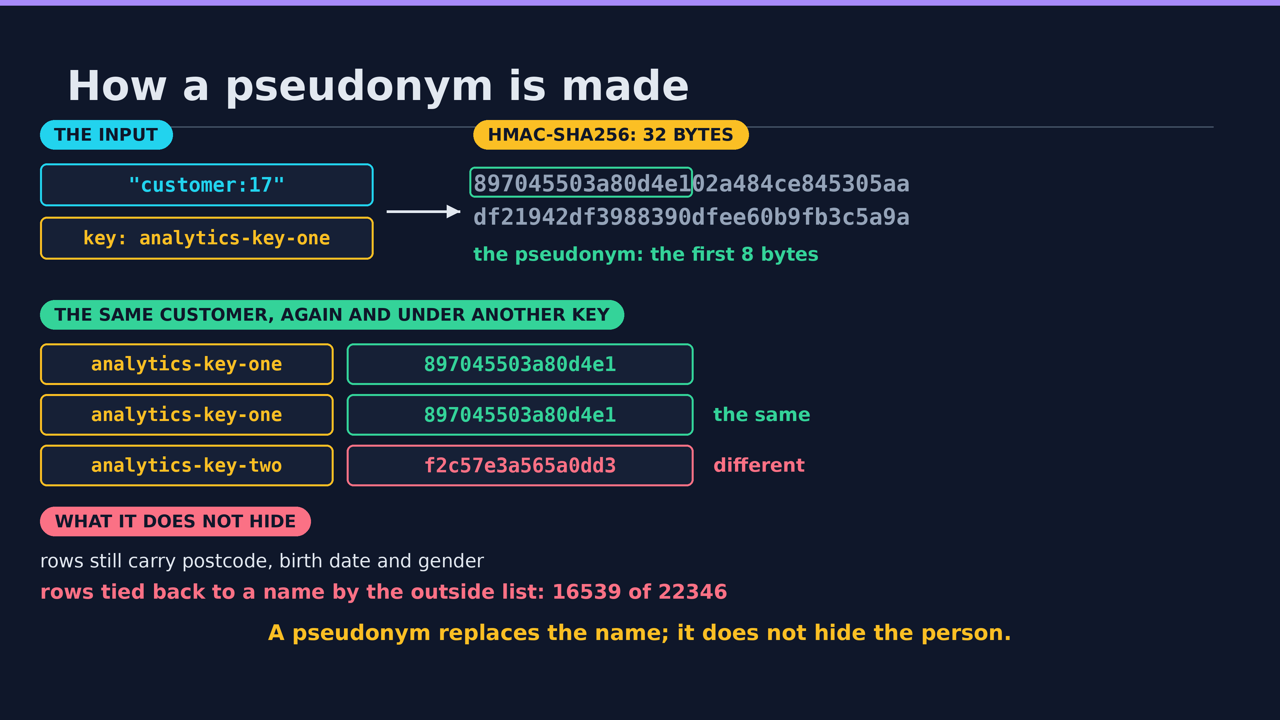 How a pseudonym is made
THE INPUT
HMAC-SHA256: 32 BYTES
"customer:17"
key: analytics-key-one
897045503a80d4e102a484ce845305aa
df21942df3988390dfee60b9fb3c5a9a
the pseudonym: the first 8 bytes
THE SAME CUSTOMER, AGAIN AND UNDER ANOTHER KEY
analytics-key-one 897045503a80d4e1
analytics-key-one 897045503a80d4e1 the same
analytics-key-two f2c57e3a565a0dd3 different
WHAT IT DOES NOT HIDE
rows still carry postcode, birth date and gender
rows tied back to a name by the outside list: 16539 of 22346
A pseudonym replaces the name; it does not hide the person.